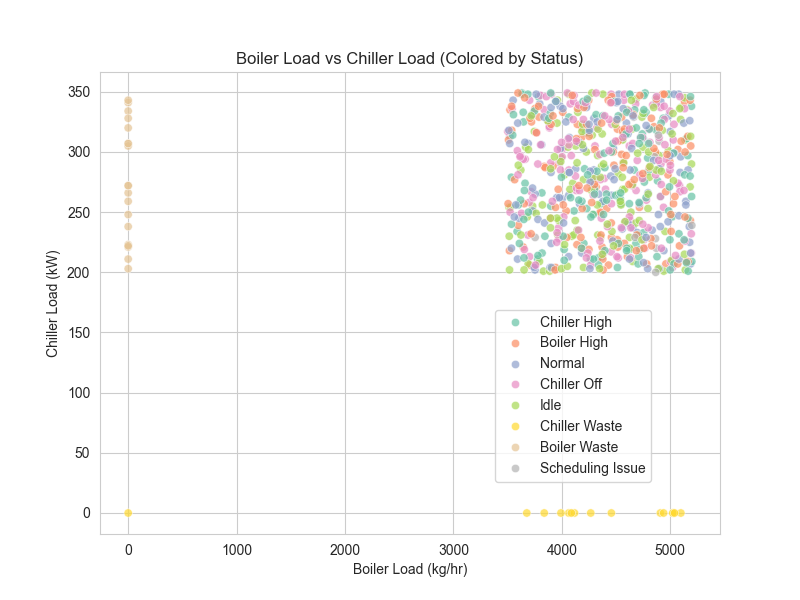 Boiler Load vs Chiller Load (Colored by Status)
350
300
250
200
150
100
50
0
Chiller Load (kW)
Chiller High
Boiler High
Normal
Chiller Off
Idle
Chiller Waste
Boiler Waste
Scheduling Issue
0 1000 2000 3000 4000 5000
Boiler Load (kg/hr)